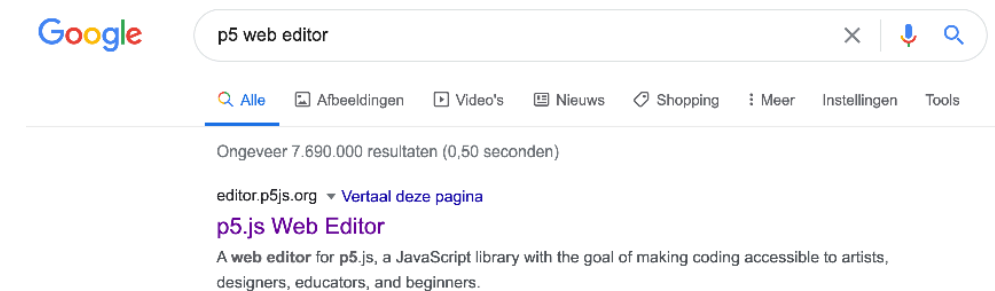 Google
p5 web editor
Alle Afbeeldingen Video's Nieuws Shopping Meer Instellingen Tools
Ongeveer 7.690.000 resultaten (0,50 seconden)
editor.p5js.org Vertaal deze pagina
p5.js Web Editor
A web editor for p5.js, a JavaScript library with the goal of making coding accessible to artists,
designers, educators, and beginners.